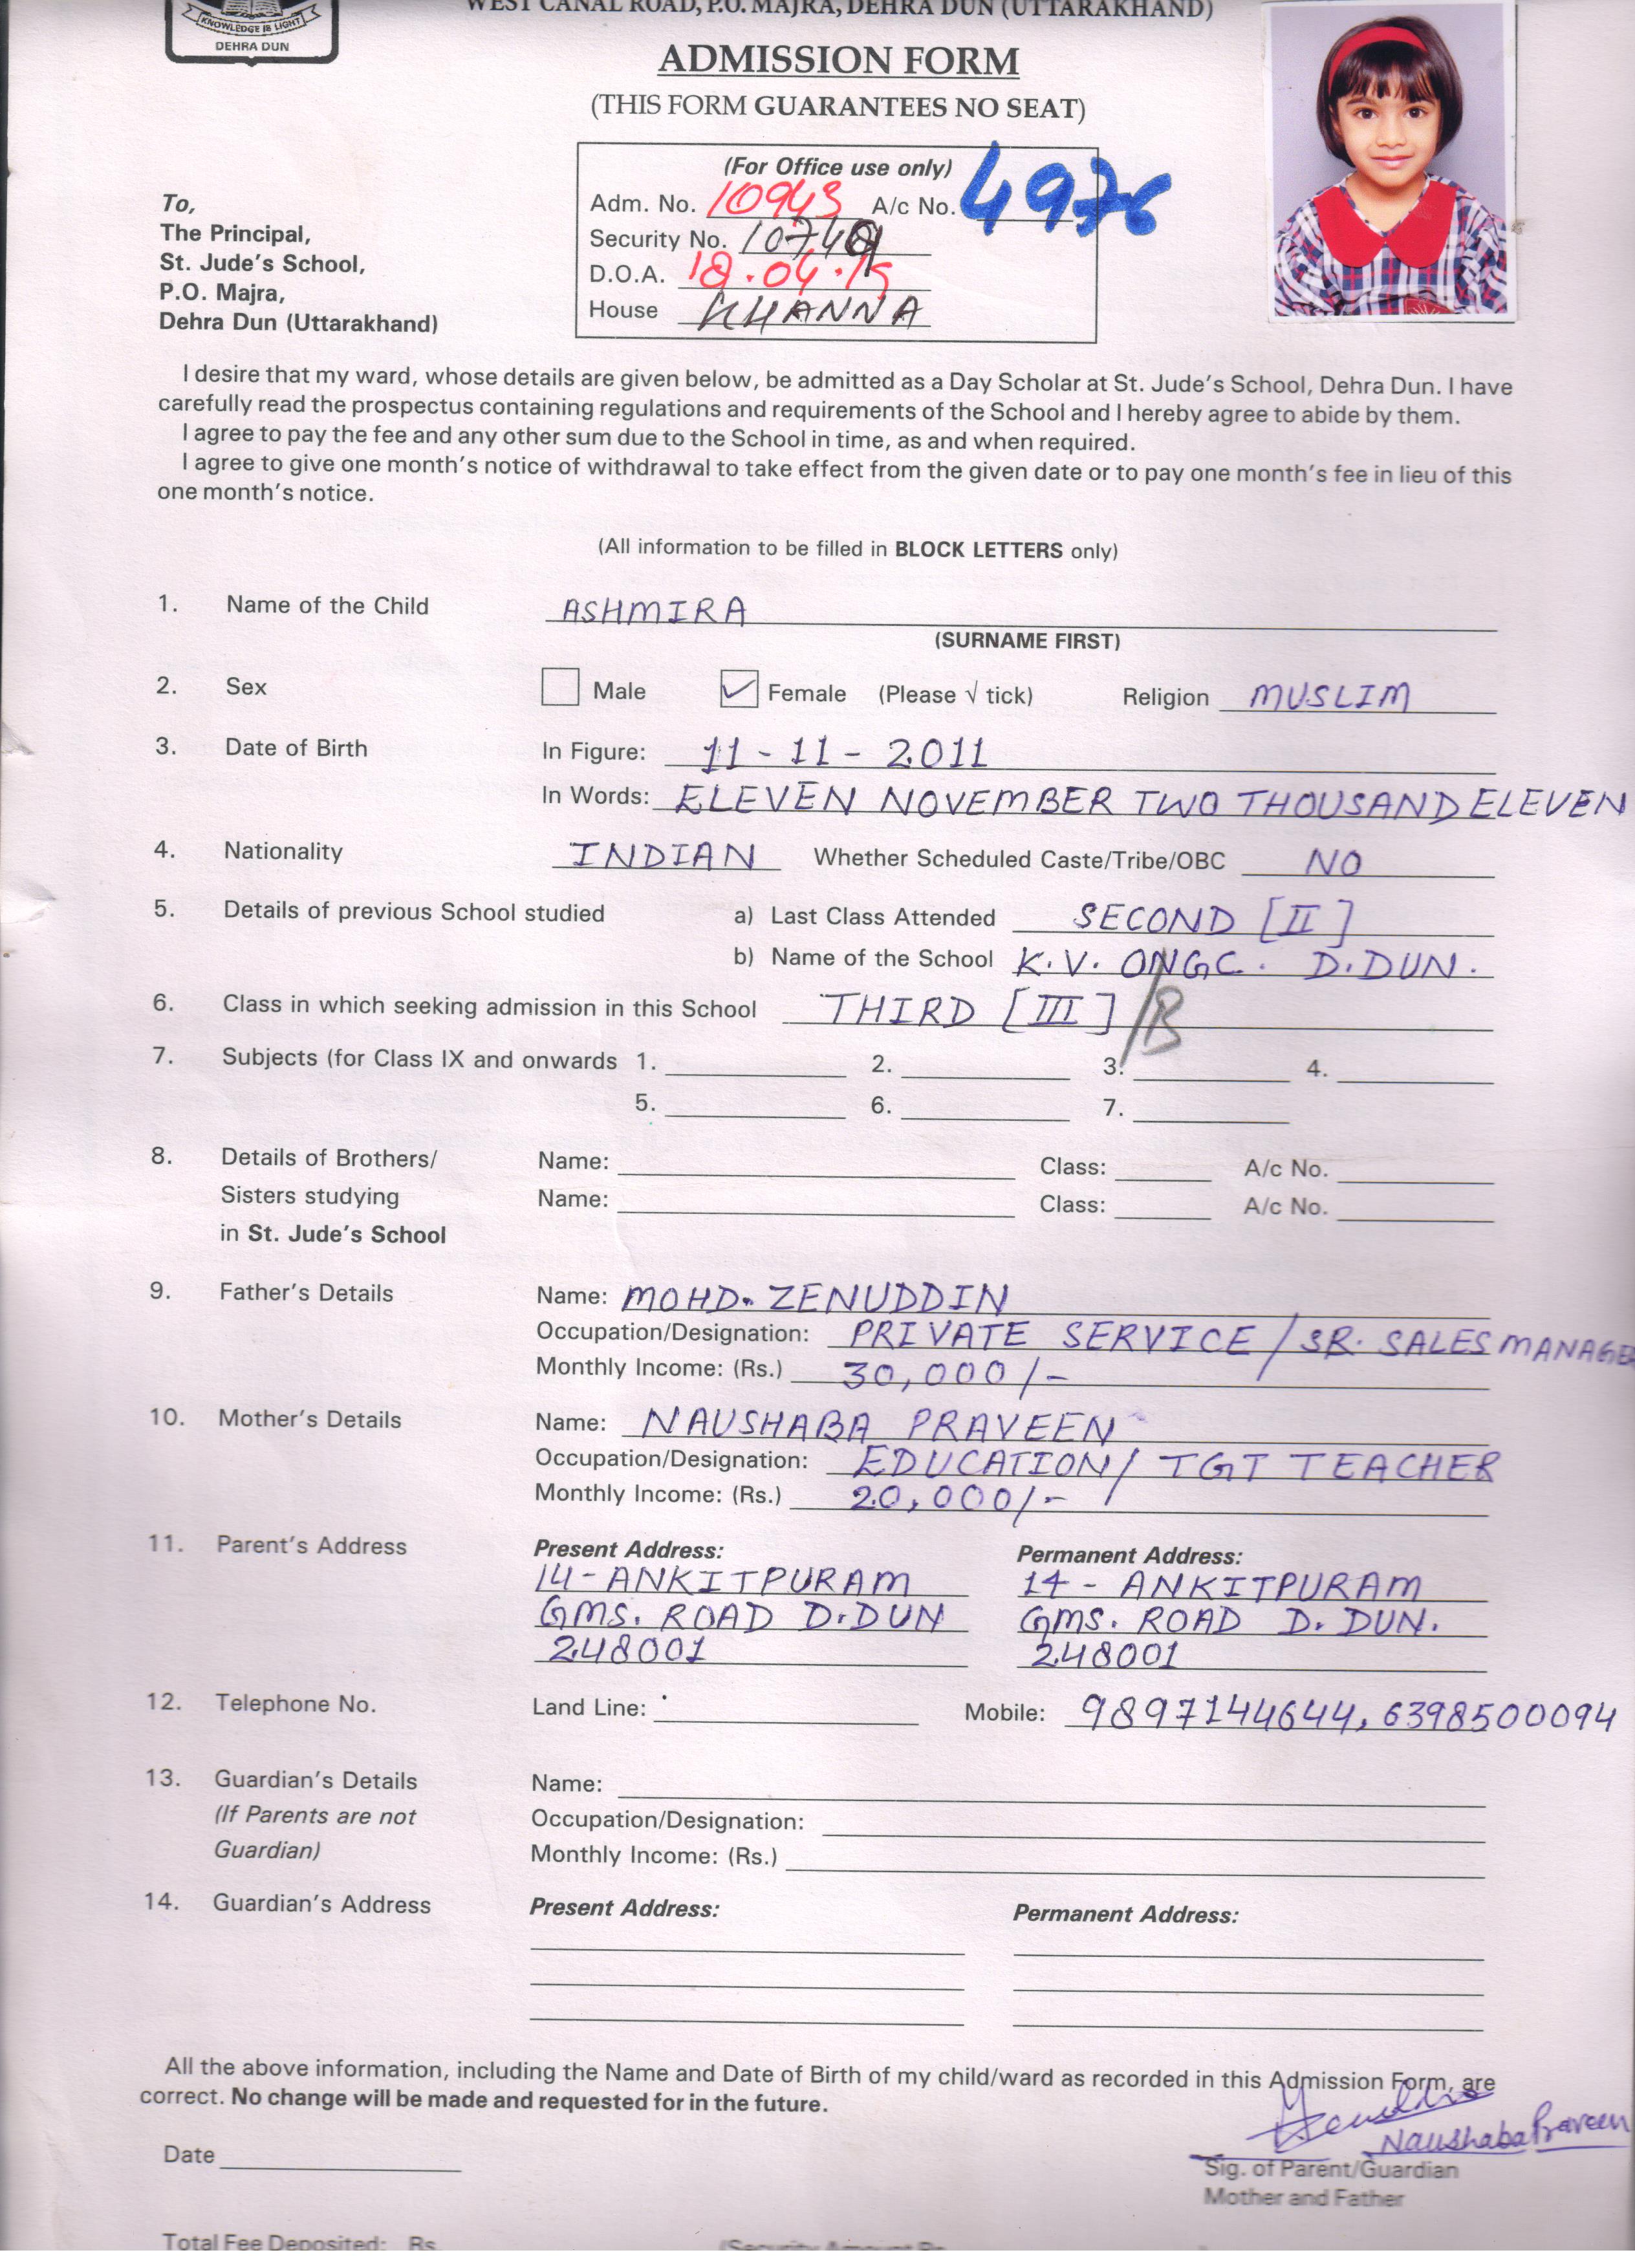 WEST CANAL ROAD, P.O. MAJRA, DEHRA DUN (UTTARAKHAND)
KNOWLEDGE IS LIGHT
DEHRA DUN
ADMISSION FORM
(THIS FORM GUARANTEES NO SEAT)
(For Office use only)
Adm. No. 10943 A/c No. 4976
Security No.
D.O.A. 18.04.19
House KHANNA
To,
The Principal,
St. Jude's School,
P.O. Majra,
Dehra Dun (Uttarakhand)
I desire that my ward, whose details are given below, be admitted as a Day Scholar at St. Jude's School, Dehra Dun. I have
carefully read the prospectus containing regulations and requirements of the School and I hereby agree to abide by them.
I agree to pay the fee and any other sum due to the School in time, as and when required.
I agree to give one month's notice of withdrawal to take effect from the given date or to pay one month's fee in lieu of this
one month's notice.
(All information to be filled in BLOCK LETTERS only)
1. Name of the Child ASHMIRA
(SURNAME FIRST)
2. Sex Male ✓ Female (Please √ tick) Religion MUSLIM
3. Date of Birth In Figure: 11-11-2011
In Words: ELEVEN NOVEMBER TWO THOUSAND ELEVEN
4. Nationality INDIAN Whether Scheduled Caste/Tribe/OBC NO
5. Details of previous School studied a) Last Class Attended SECOND [II]
b) Name of the School K.V. ONGC. D.DUN.
6. Class in which seeking admission in this School THIRD [III] /B
7. Subjects (for Class IX and onwards 1. 2. 3. 4.
5. 6. 7.
8. Details of Brothers/ Name: Class: A/c No.
Sisters studying Name: Class: A/c No.
in St. Jude's School
9. Father's Details Name: MOHD. ZENUDDIN
Occupation/Designation: PRIVATE SERVICE / SR. SALES MANAGER
Monthly Income: (Rs.) 30,000/-
10. Mother's Details Name: NAUSHABA PRAVEEN
Occupation/Designation: EDUCATION/ TGT TEACHER
Monthly Income: (Rs.) 20,000/-
11. Parent's Address Present Address: Permanent Address:
14-ANKITPURAM 14 - ANKITPURAM
GMS. ROAD D.DUN GMS. ROAD D. DUN.
248001 248001
12. Telephone No. Land Line: Mobile: 9897144644, 6398500094
13. Guardian's Details Name:
(If Parents are not Occupation/Designation:
Guardian) Monthly Income: (Rs.)
14. Guardian's Address Present Address: Permanent Address:
All the above information, including the Name and Date of Birth of my child/ward as recorded in this Admission Form, are
correct. No change will be made and requested for in the future.
Naushaba Praveen
Date
Sig. of Parent/Guardian
Mother and Father
Total Fee Deposited: Rs.